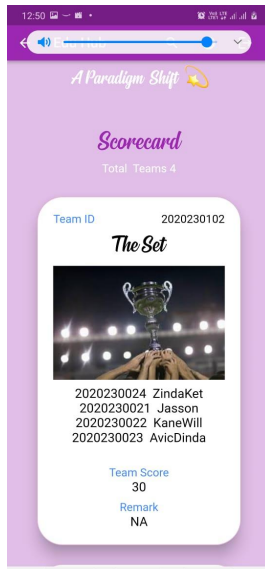 12:50
A Paradigm Shift
Scorecard
Total Teams 4
Team ID 2020230102
The Set
2020230024 ZindaKet
2020230021 Jasson
2020230022 KaneWill
2020230023 AvicDinda
Team Score
30
Remark
NA